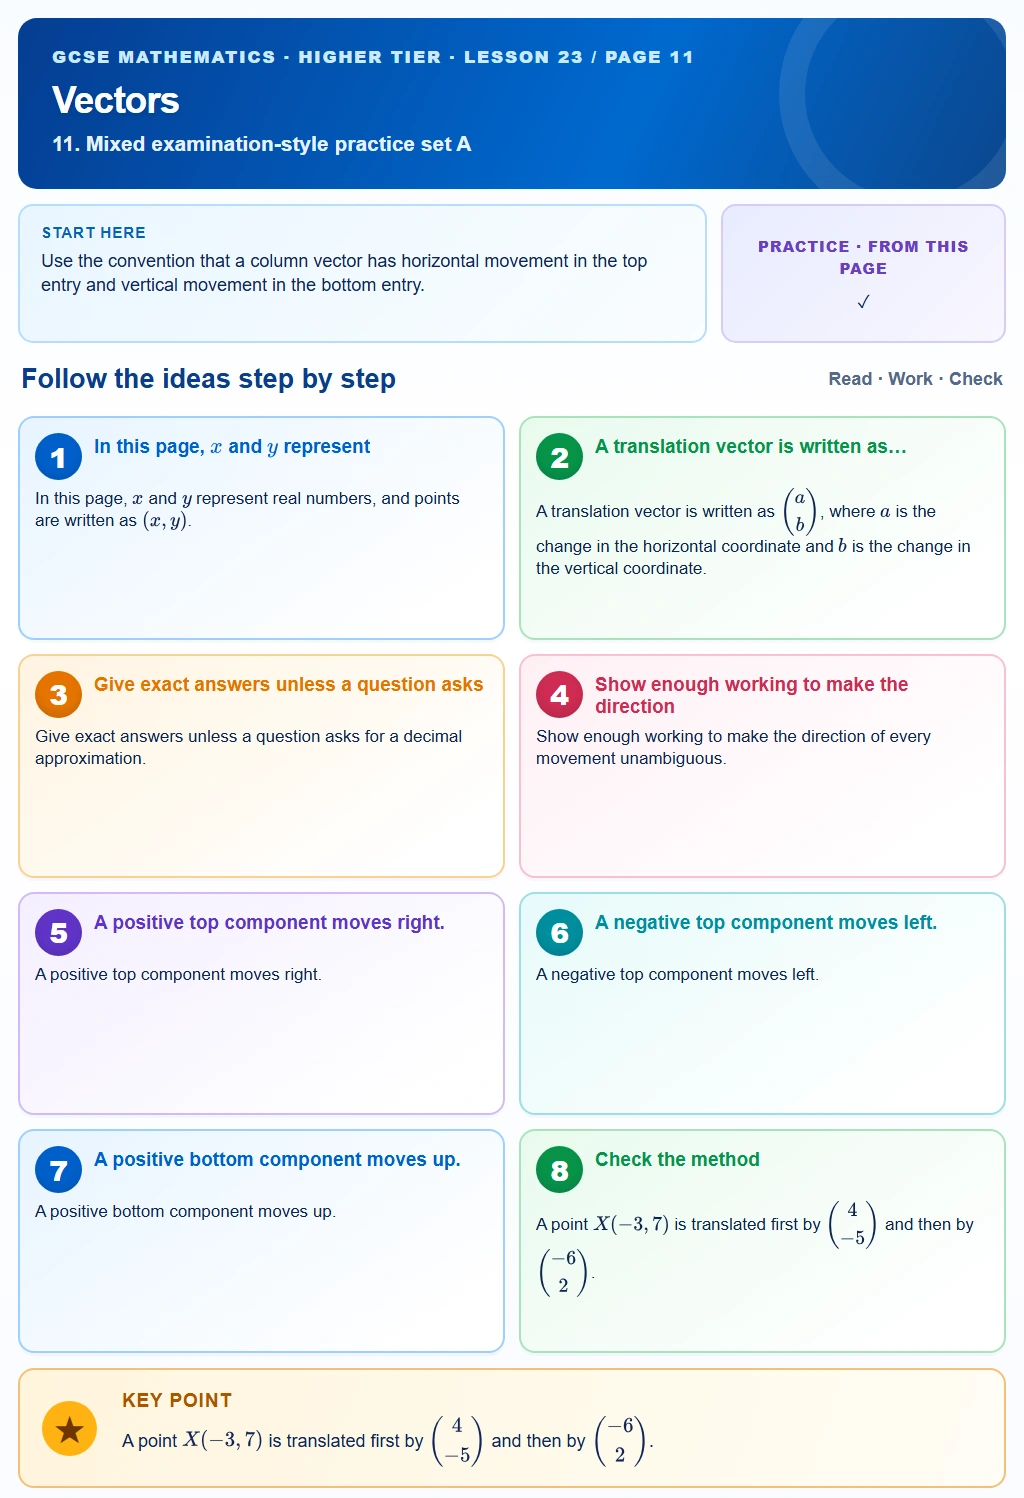 GCSE MATHEMATICS · HIGHER TIER · LESSON 23 / PAGE 11
Vectors
11. Mixed examination-style practice set A
START HERE
Use the convention that a column vector has horizontal movement in the top
entry and vertical movement in the bottom entry.
PRACTICE · FROM THIS
PAGE
✓
Follow the ideas step by step
Read · Work · Check
1
In this page, x and y represent
In this page, x and y represent real numbers, and points
are written as (x, y).
2
A translation vector is written as…
A translation vector is written as (a b), where a is the
change in the horizontal coordinate and b is the change in
the vertical coordinate.
3
Give exact answers unless a question asks
Give exact answers unless a question asks for a decimal
approximation.
4
Show enough working to make the
direction
Show enough working to make the direction of every
movement unambiguous.
5
A positive top component moves right.
A positive top component moves right.
6
A negative top component moves left.
A negative top component moves left.
7
A positive bottom component moves up.
A positive bottom component moves up.
8
Check the method
A point X(−3, 7) is translated first by (4 −5) and then by
(−6 2).
KEY POINT
A point X(−3, 7) is translated first by (4 −5) and then by (−6 2).